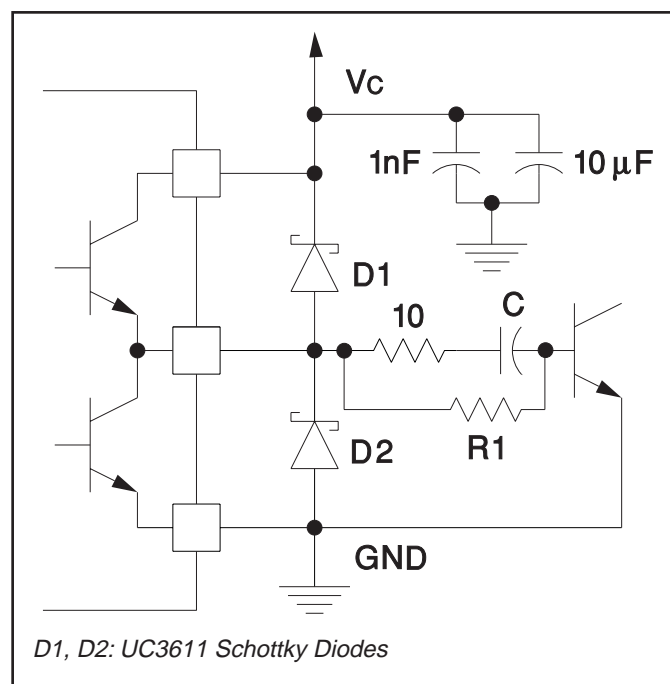 Vc
1nF
10 µF
D1
10
C
R1
D2
GND
D1, D2: UC3611 Schottky Diodes